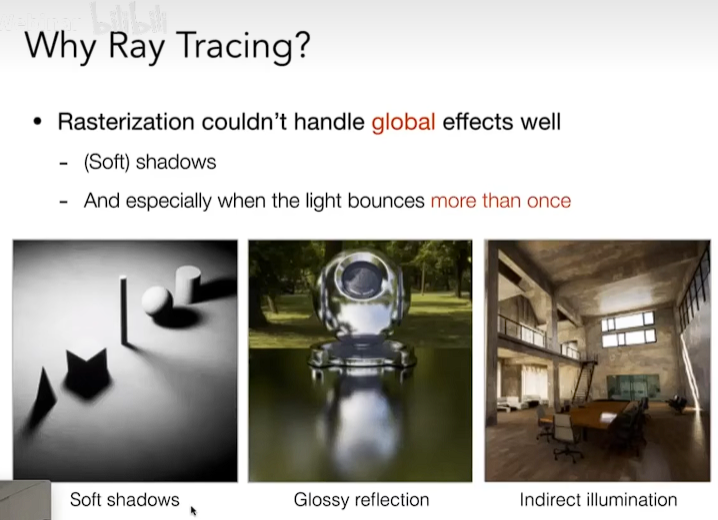 bilibili
Why Ray Tracing?
• Rasterization couldn't handle global effects well
- (Soft) shadows
- And especially when the light bounces more than once
Soft shadows
Glossy reflection
Indirect illumination